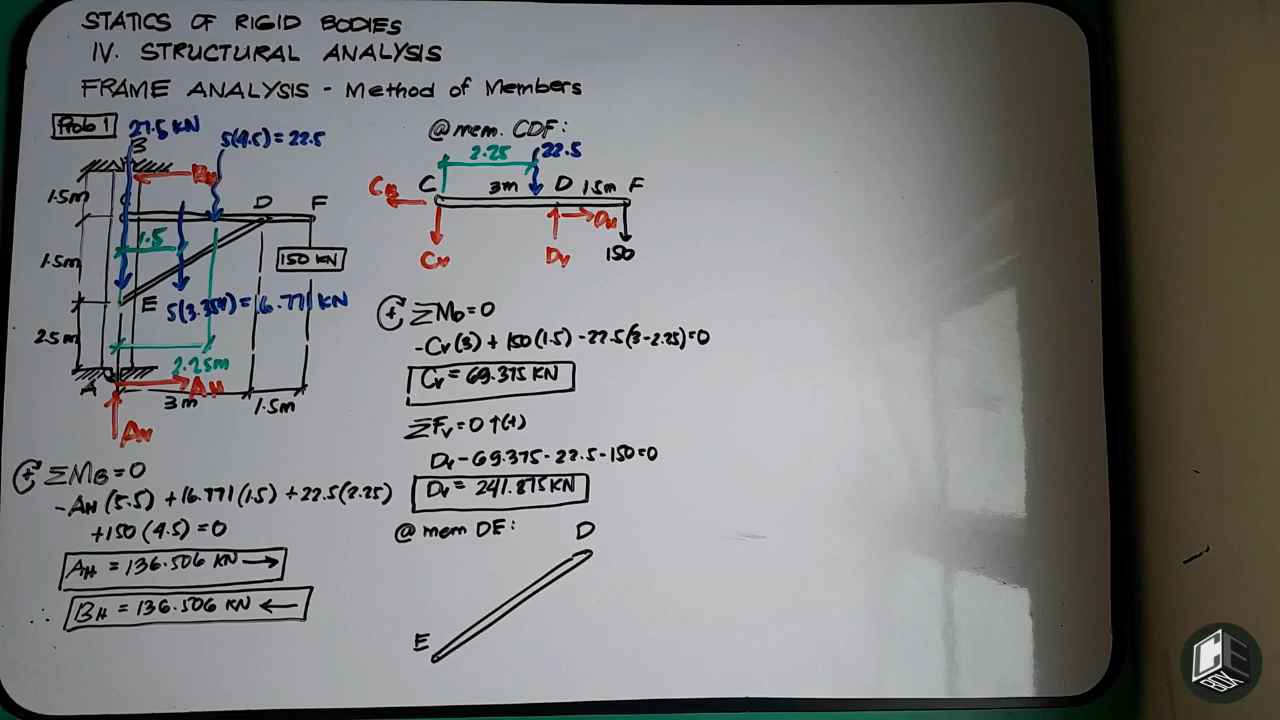 STATICS OF RIGID BODIES
IV. STRUCTURAL ANALYSIS
FRAME ANALYSIS - Method of Members
Prob 1
27.5 KN
5(4.5) = 22.5
B
BH
1.5m
D F
1.5
1.5m
150 KN
E
5(3.354) = 16.771 KN
2.5m
2.25m
A
AH
3m
1.5m
AV
+ ΣMB = 0
-AH (5.5) + 16.771 (1.5) + 22.5 (2.25)
+150 (4.5) = 0
AH = 136.506 KN →
∴ BH = 136.506 KN ←
@ mem. CDF:
2.25 22.5
CH C 3m D 1.5m F
DH
CV DV 150
+ ΣMD = 0
-CV (3) + 150 (1.5) - 22.5 (3-2.25) = 0
CV = 69.375 KN
ΣFV = 0 ↑(+)
DV - 69.375 - 22.5 - 150 = 0
DV = 241.875 KN
@ mem DE:
D
E
CE
BOX